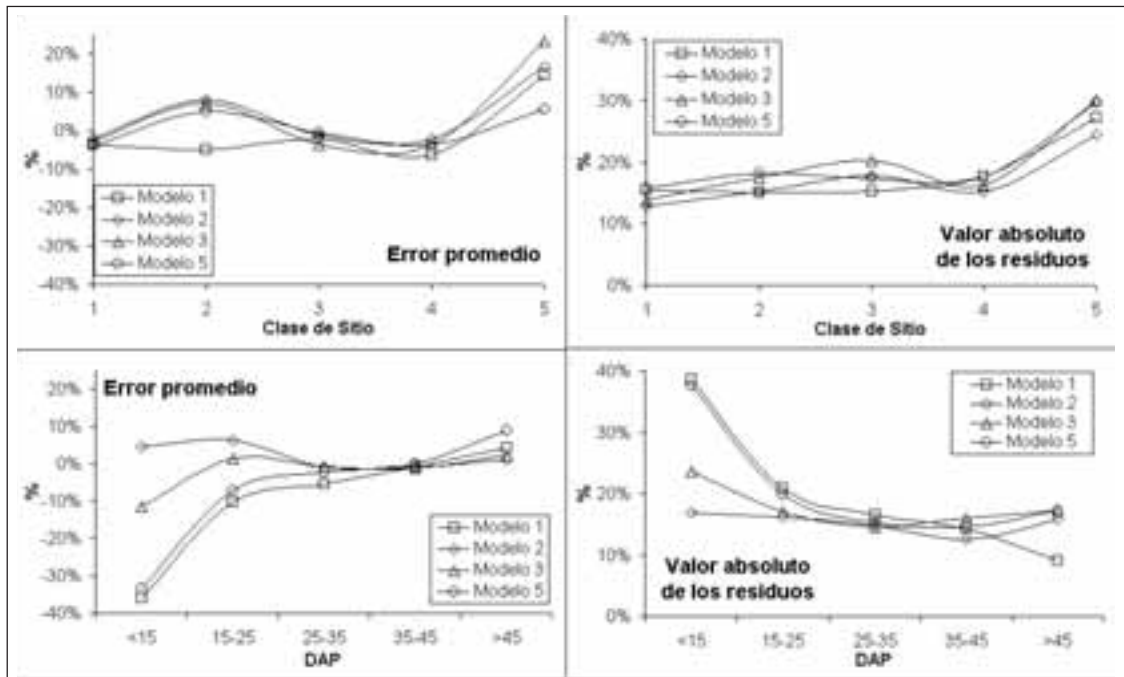 20%
10%
0%
-10%
-20%
-30%
-40%
%
Modelo 1
Modelo 2
Modelo 3
Modelo 5
Error promedio
1 2 3 4 5
Clase de Sitio
40%
30%
20%
10%
0%
%
Modelo 1
Modelo 2
Modelo 3
Modelo 5
Valor absoluto
de los residuos
1 2 3 4 5
Clase de Sitio
Error promedio
20%
10%
0%
-10%
-20%
-30%
-40%
%
Modelo 1
Modelo 2
Modelo 3
Modelo 5
<15 15-25 25-35 35-45 >45
DAP
40%
30%
20%
10%
0%
%
Modelo 1
Modelo 2
Modelo 3
Modelo 5
Valor absoluto
de los residuos
<15 15-25 25-35 35-45 >45
DAP